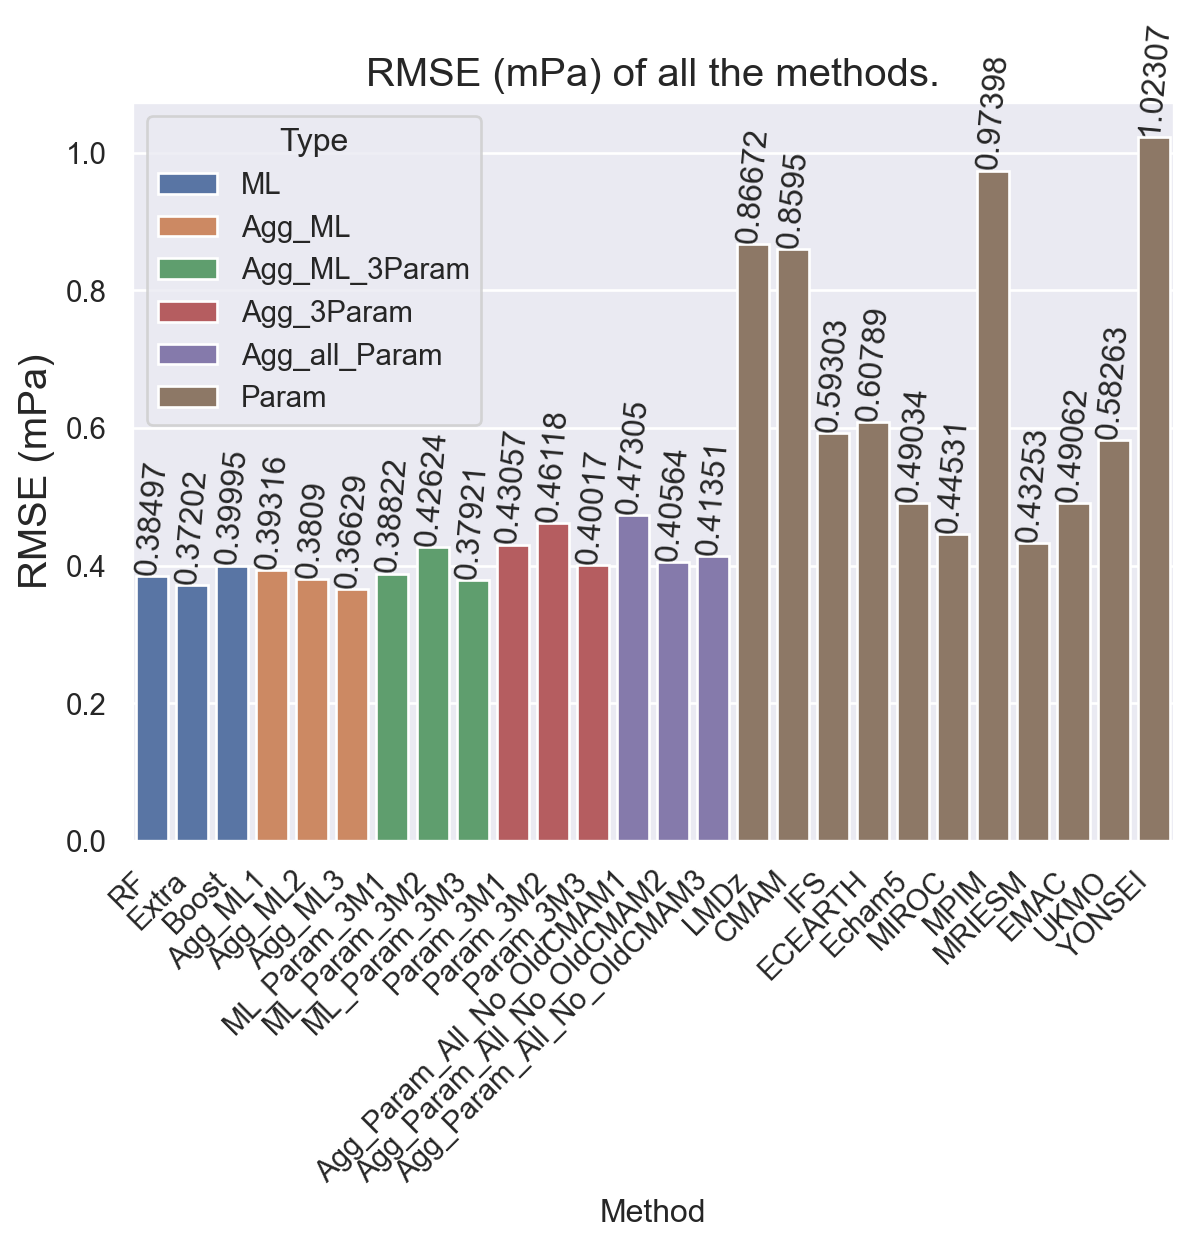 RMSE (mPa) of all the methods.
Type
ML
Agg_ML
Agg_ML_3Param
Agg_3Param
Agg_all_Param
Param
RMSE (mPa)
1.0
0.8
0.6
0.4
0.2
0.0
0.38497
0.37202
0.39995
0.39316
0.3809
0.36629
0.38822
0.42624
0.37921
0.43057
0.46118
0.40017
0.47305
0.40564
0.41351
0.86672
0.8595
0.59303
0.60789
0.49034
0.44531
0.97398
0.43253
0.49062
0.58263
1.02307
RF
Extra
Boost
Agg_ML1
Agg_ML2
Agg_ML3
ML_Param_3M1
ML_Param_3M2
ML_Param_3M3
Param_3M1
Param_3M2
Param_3M3
Agg_Param_All_No_OldCMAM1
Agg_Param_All_No_OldCMAM2
Agg_Param_All_No_OldCMAM3
LMDz
CMAM
IFS
ECEARTH
Echam5
MIROC
MPIM
MRIESM
EMAC
UKMO
YONSEI
Method